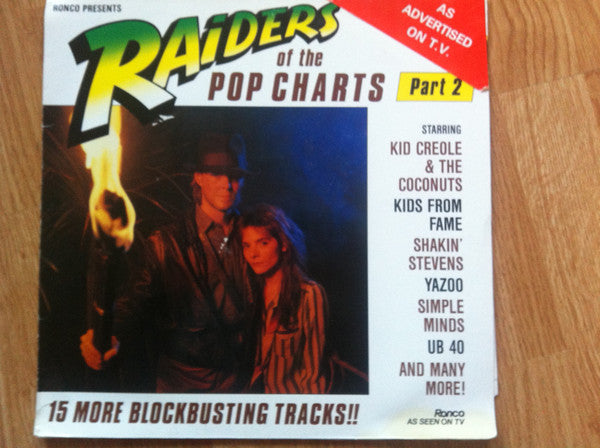 RONCO PRESENTS
AS
ADVERTISED
ON T.V.
RAiDERS
of the
POP CHARTS
Part 2
STARRING
KID CREOLE
& THE
COCONUTS
KIDS FROM
FAME
SHAKIN'
STEVENS
YAZOO
SIMPLE
MINDS
UB 40
AND MANY
MORE!
15 MORE BLOCKBUSTING TRACKS!!
Ronco
AS SEEN ON TV